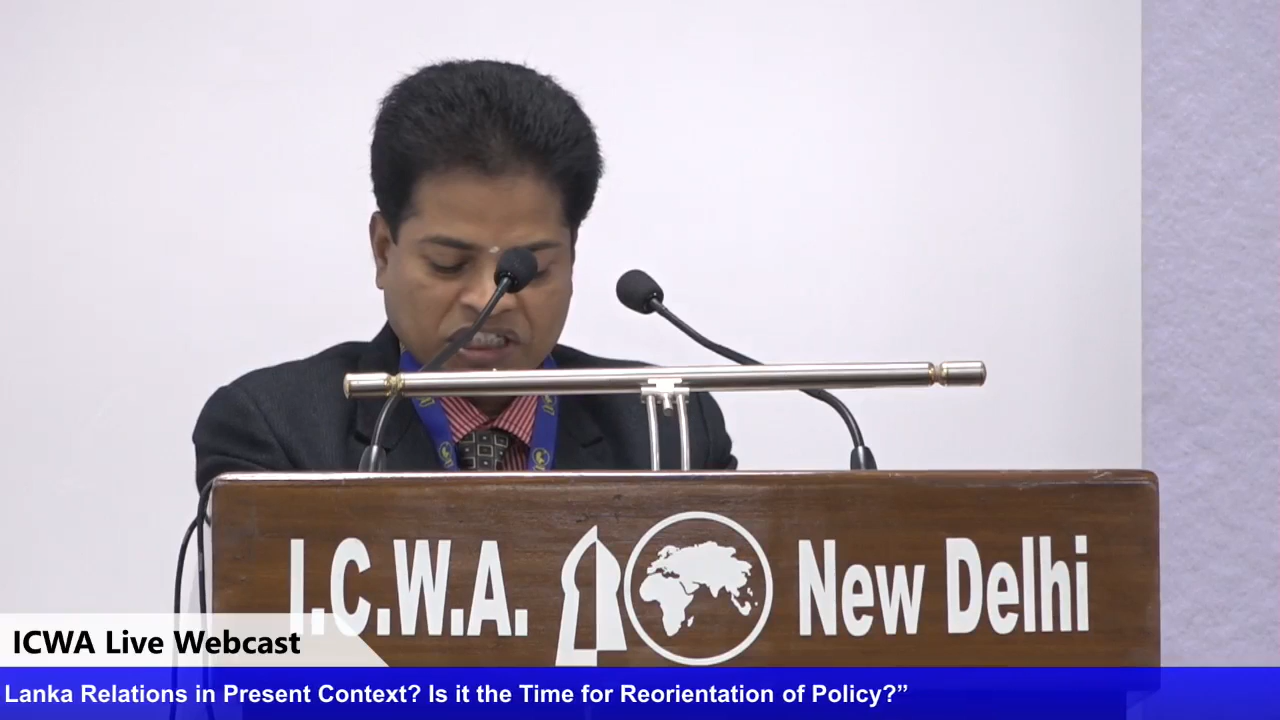 I.C.W.A. New Delhi
ICWA Live Webcast
Lanka Relations in Present Context? Is it the Time for Reorientation of Policy?”